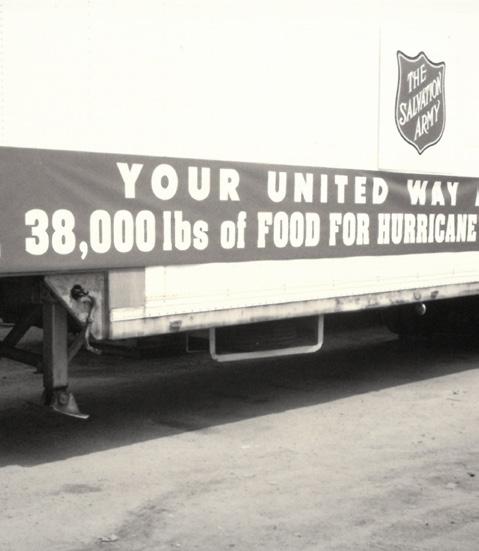 THE
SALVATION
ARMY
YOUR UNITED WAY
38,000 lbs of FOOD FOR HURRICANE